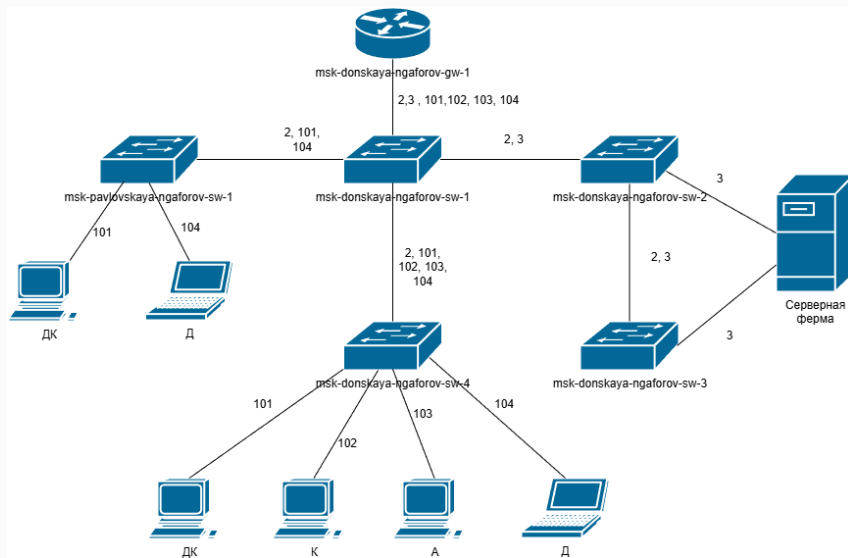 msk-donskaya-ngaforov-gw-1
2,3 , 101,102, 103, 104
2, 101,
104
2, 3
msk-pavlovskaya-ngaforov-sw-1
msk-donskaya-ngaforov-sw-1
msk-donskaya-ngaforov-sw-2
3
101
104
2, 101,
102, 103,
104
2, 3
Серверная
ферма
ДК
Д
3
msk-donskaya-ngaforov-sw-4
msk-donskaya-ngaforov-sw-3
101
102
103
104
ДК
К
А
Д